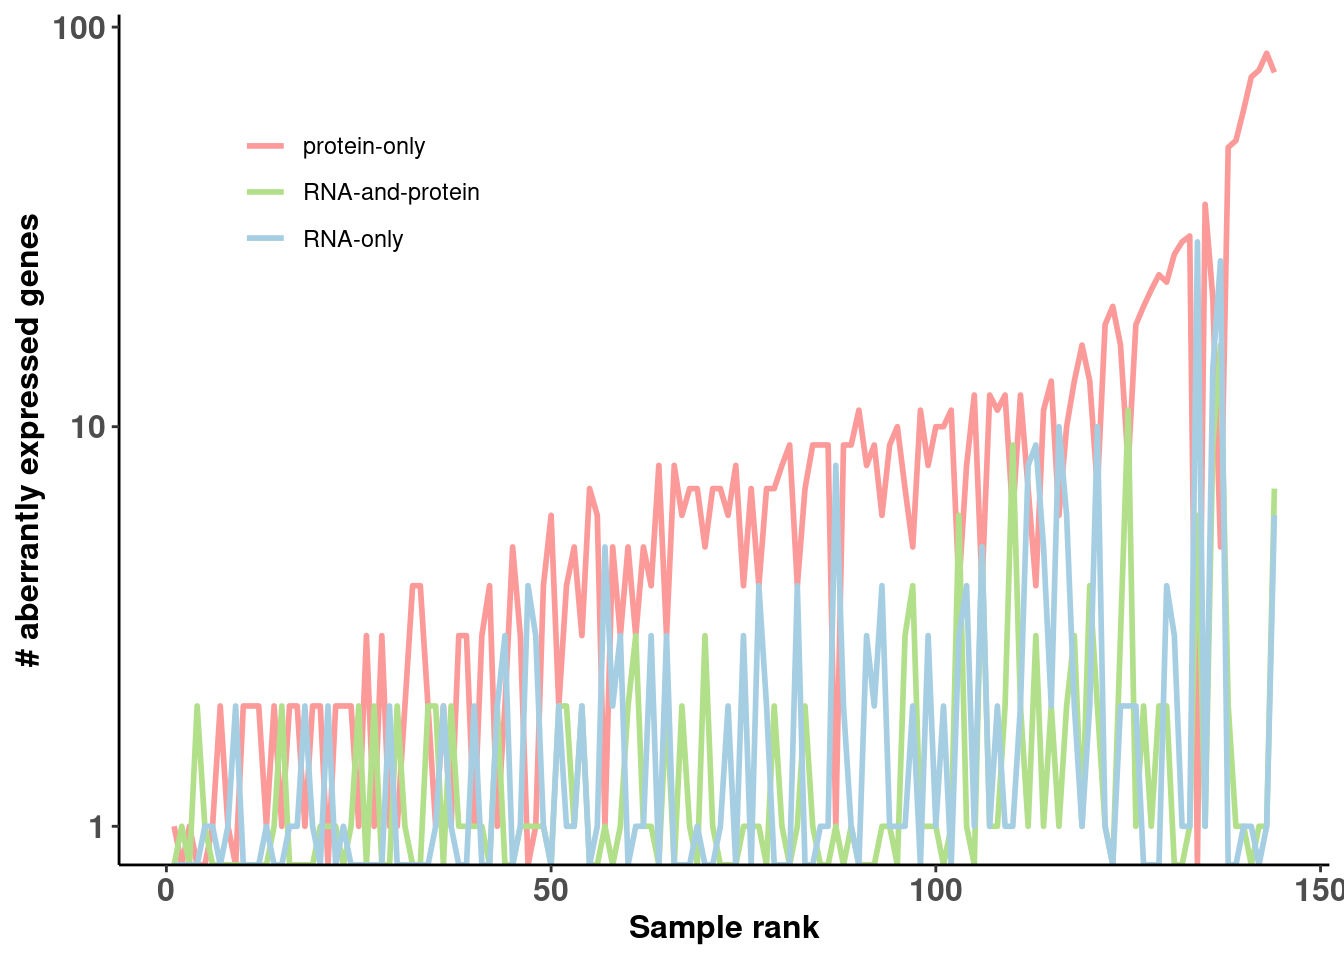 100
10
1
# aberrantly expressed genes
protein-only
RNA-and-protein
RNA-only
0 50 100 150
Sample rank